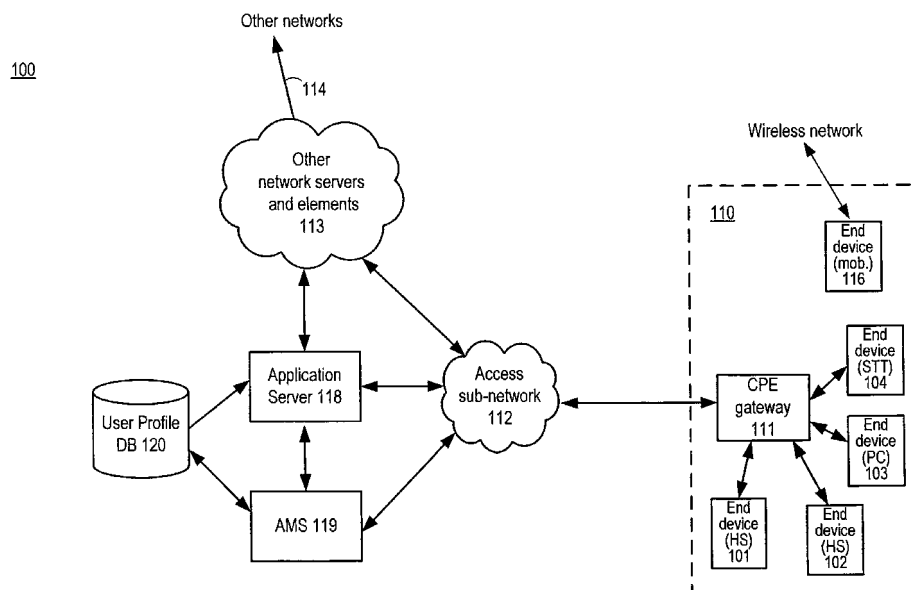 Other networks
100
114
Other
network servers
and elements
113
Wireless network
110
End
device
(mob.)
116
End
device
(STT)
104
Application
Server 118
Access
sub-network
112
CPE
gateway
111
User Profile
DB 120
End
device
(PC)
103
AMS 119
End
device
(HS)
101
End
device
(HS)
102